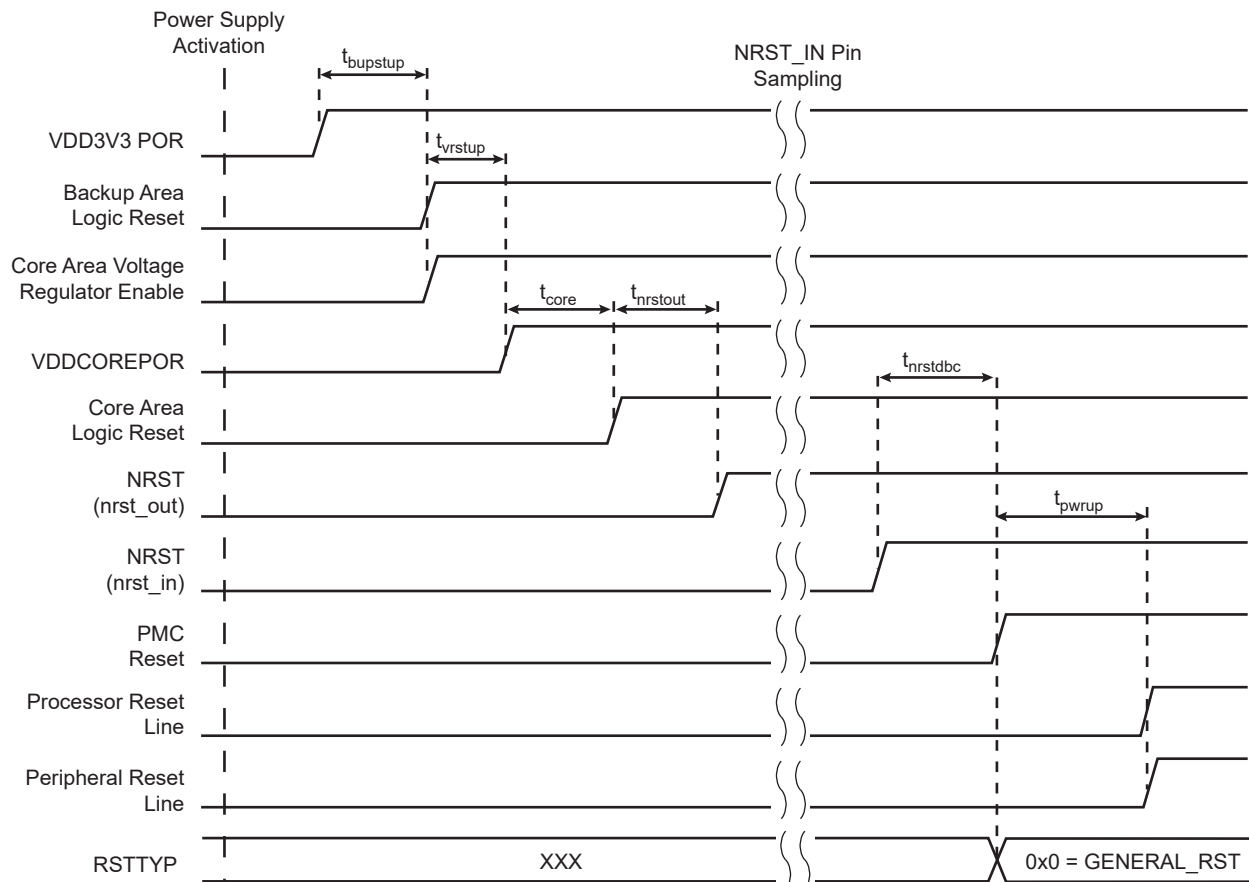 Power Supply
Activation
t_bupstup
NRST_IN Pin
Sampling
VDD3V3 POR
t_vrstup
Backup Area
Logic Reset
Core Area Voltage
Regulator Enable
t_core
t_nrstout
VDDCOREPOR
t_nrstdbc
Core Area
Logic Reset
NRST
(nrst_out)
t_pwrup
NRST
(nrst_in)
PMC
Reset
Processor Reset
Line
Peripheral Reset
Line
RSTTYP
XXX
0x0 = GENERAL_RST